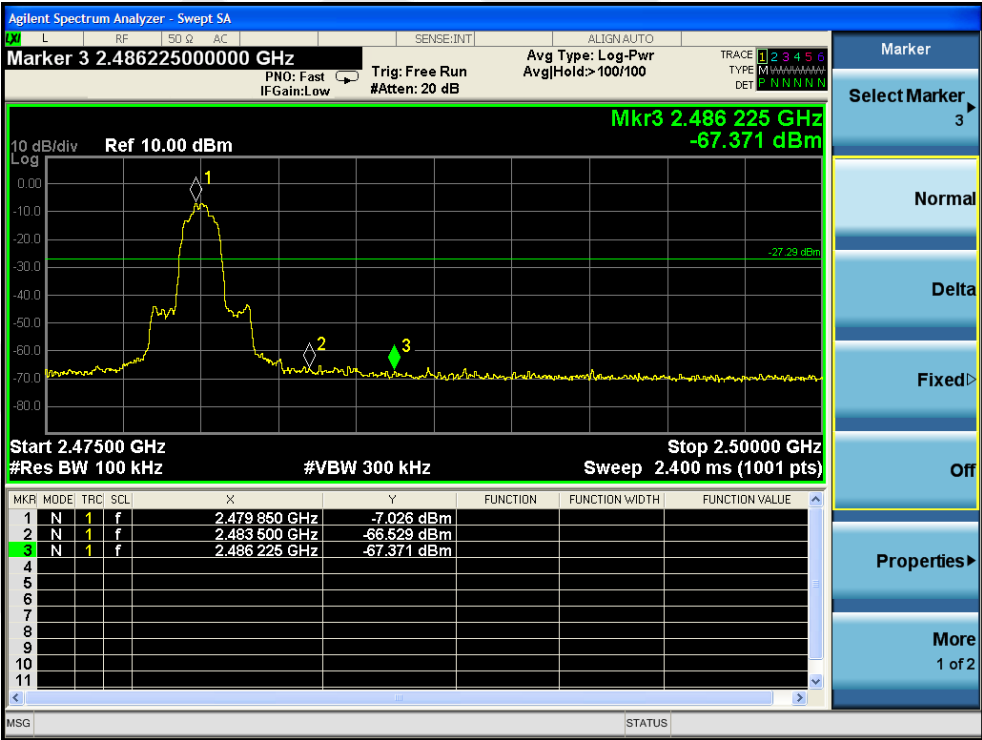 Agilent Spectrum Analyzer - Swept SA
LXI L RF 50 Ω AC SENSE:INT ALIGN AUTO
Marker 3 2.486225000000 GHz
PNO: Fast
IFGain:Low
Trig: Free Run
#Atten: 20 dB
Avg Type: Log-Pwr
Avg|Hold:>100/100
TRACE 1 2 3 4 5 6
TYPE M WWWWW
DET P N N N N N
Mkr3 2.486 225 GHz
-67.371 dBm
10 dB/div Ref 10.00 dBm
Log
0.00
-10.0
-20.0
-30.0
-40.0
-50.0
-60.0
-70.0
-80.0
1
2
3
-27.29 dBm
Start 2.47500 GHz Stop 2.50000 GHz
#Res BW 100 kHz #VBW 300 kHz Sweep 2.400 ms (1001 pts)
MKR MODE TRC SCL X Y FUNCTION FUNCTION WIDTH FUNCTION VALUE
1 N 1 f 2.479 850 GHz -7.026 dBm
2 N 1 f 2.483 500 GHz -66.529 dBm
3 N 1 f 2.486 225 GHz -67.371 dBm
4
5
6
7
8
9
10
11
MSG STATUS
Marker
Select Marker
3
Normal
Delta
Fixed
Off
Properties
More
1 of 2